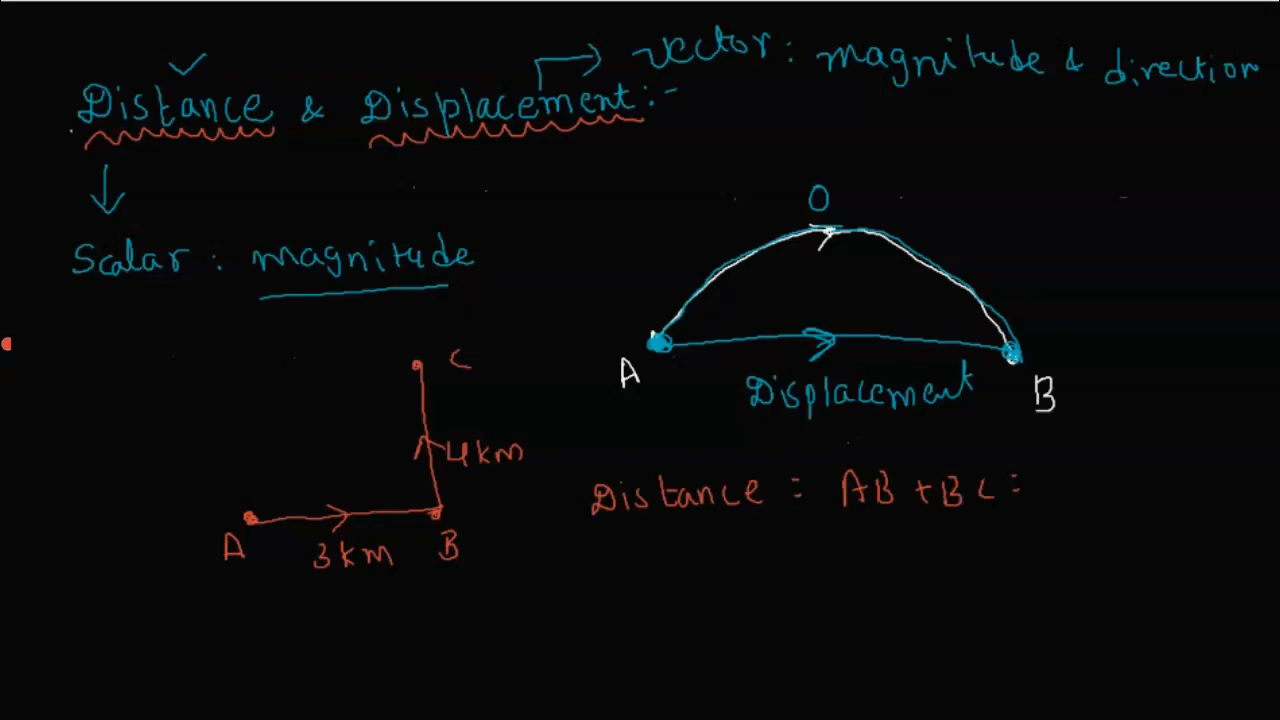 Distance & Displacement:-
vector: magnitude & direction
Scalar: magnitude
O
A
B
Displacement
C
4km
A
3km
B
Distance = AB + BC =